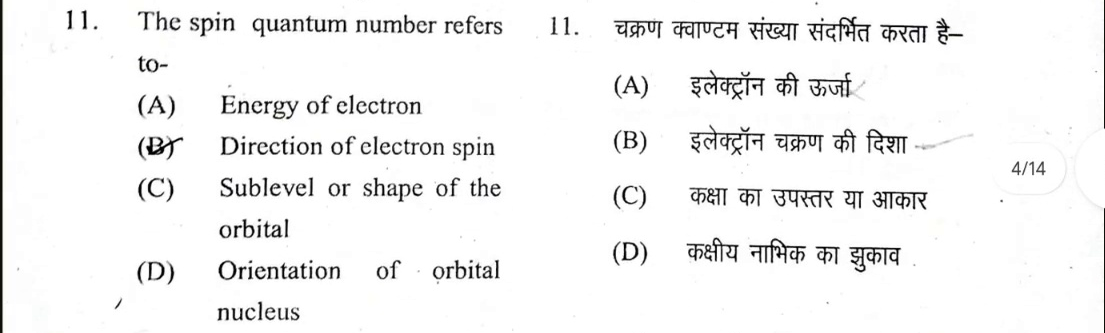 11. The spin quantum number refers
to-
(A) Energy of electron
(B) Direction of electron spin
(C) Sublevel or shape of the
orbital
(D) Orientation of orbital
nucleus
11. चक्रण क्वाण्टम संख्या संदर्भित करता है–
(A) इलेक्ट्रॉन की ऊर्जा
(B) इलेक्ट्रॉन चक्रण की दिशा
(C) कक्षा का उपस्तर या आकार
(D) कक्षीय नाभिक का झुकाव
4/14